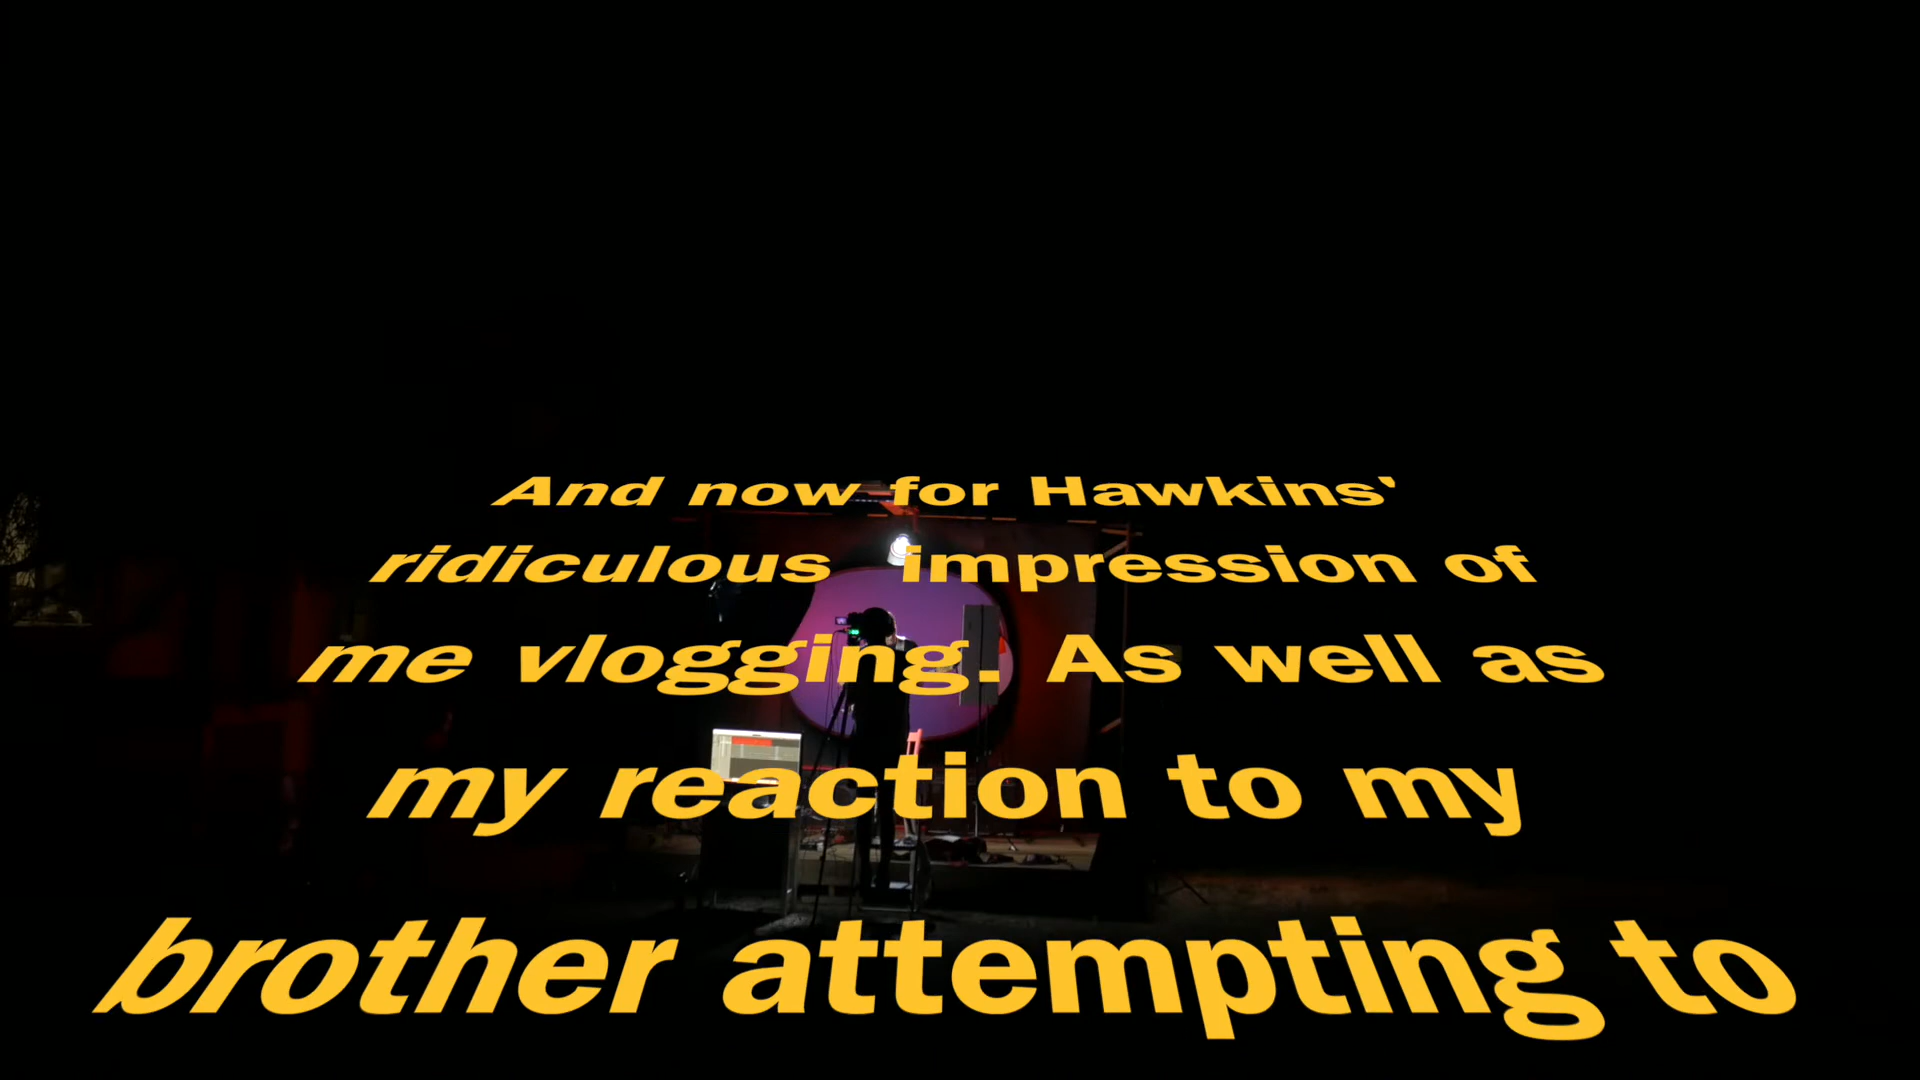 And now for Hawkins'
ridiculous impression of
me vlogging. As well as
my reaction to my
brother attempting to